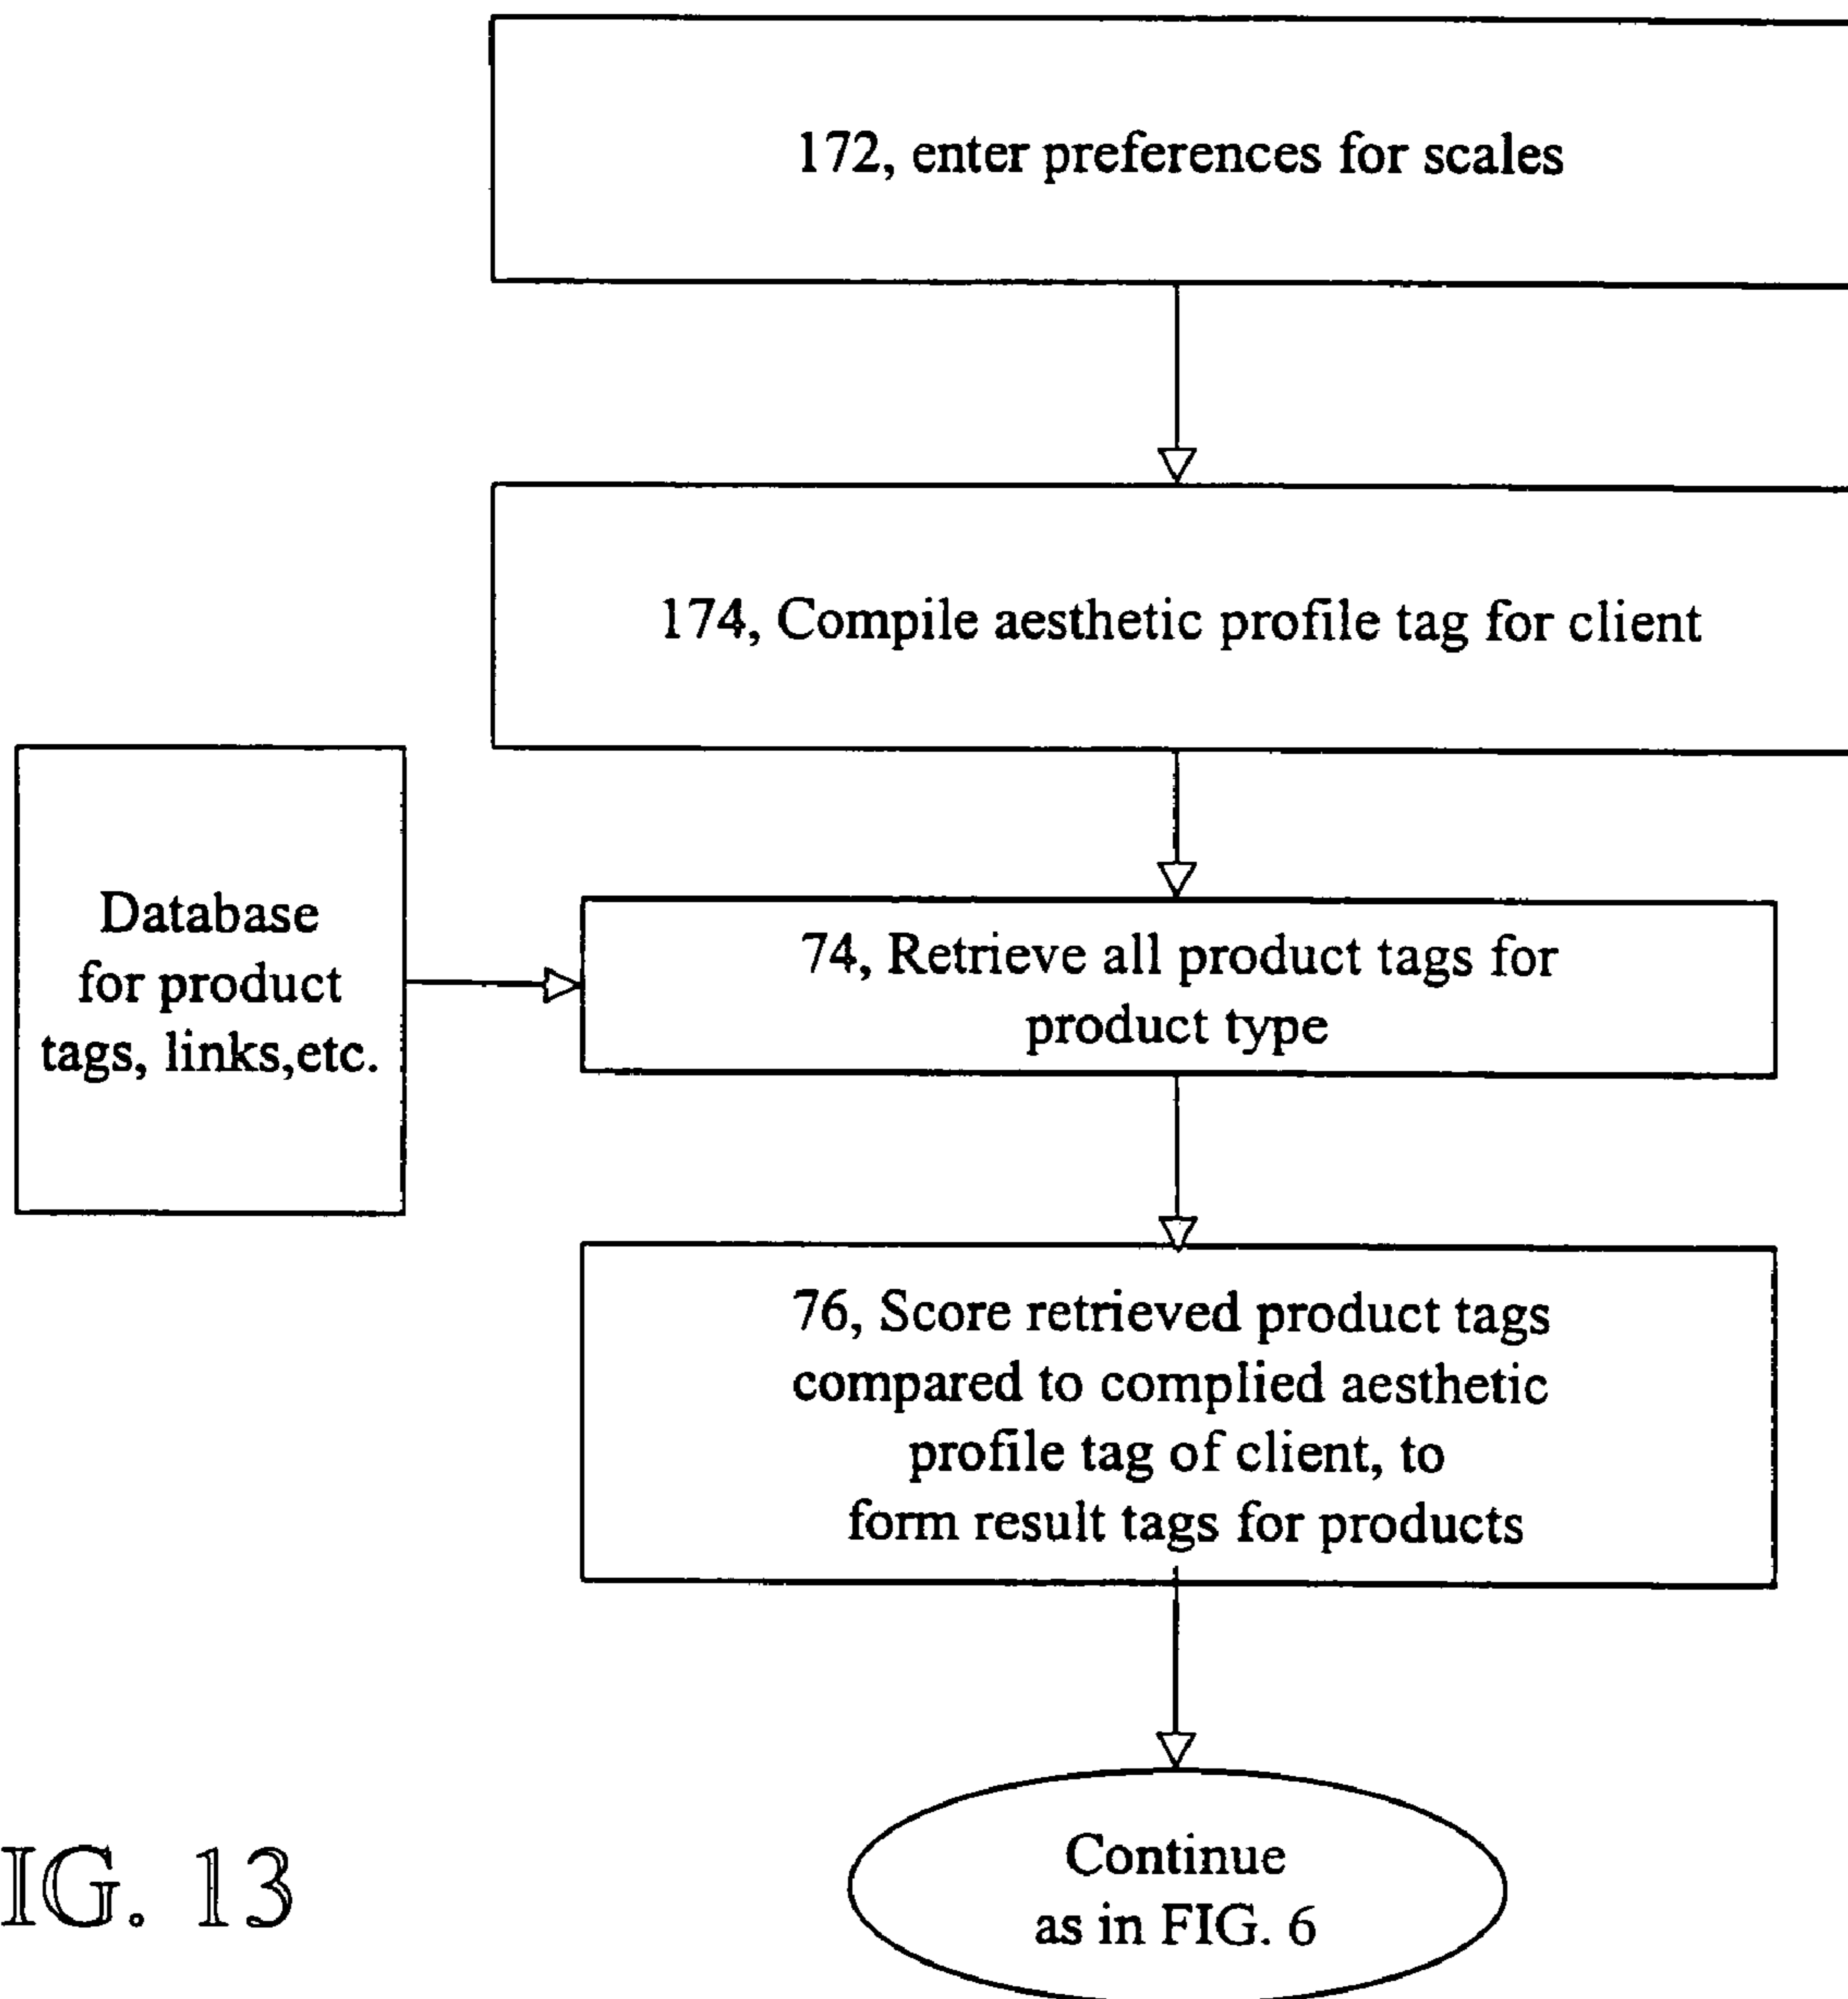 172, enter preferences for scales
174, Compile aesthetic profile tag for client
Database
for product
tags, links,etc.
74, Retrieve all product tags for
product type
76, Score retrieved product tags
compared to complied aesthetic
profile tag of client, to
form result tags for products
Continue
as in FIG. 6
IG. 13